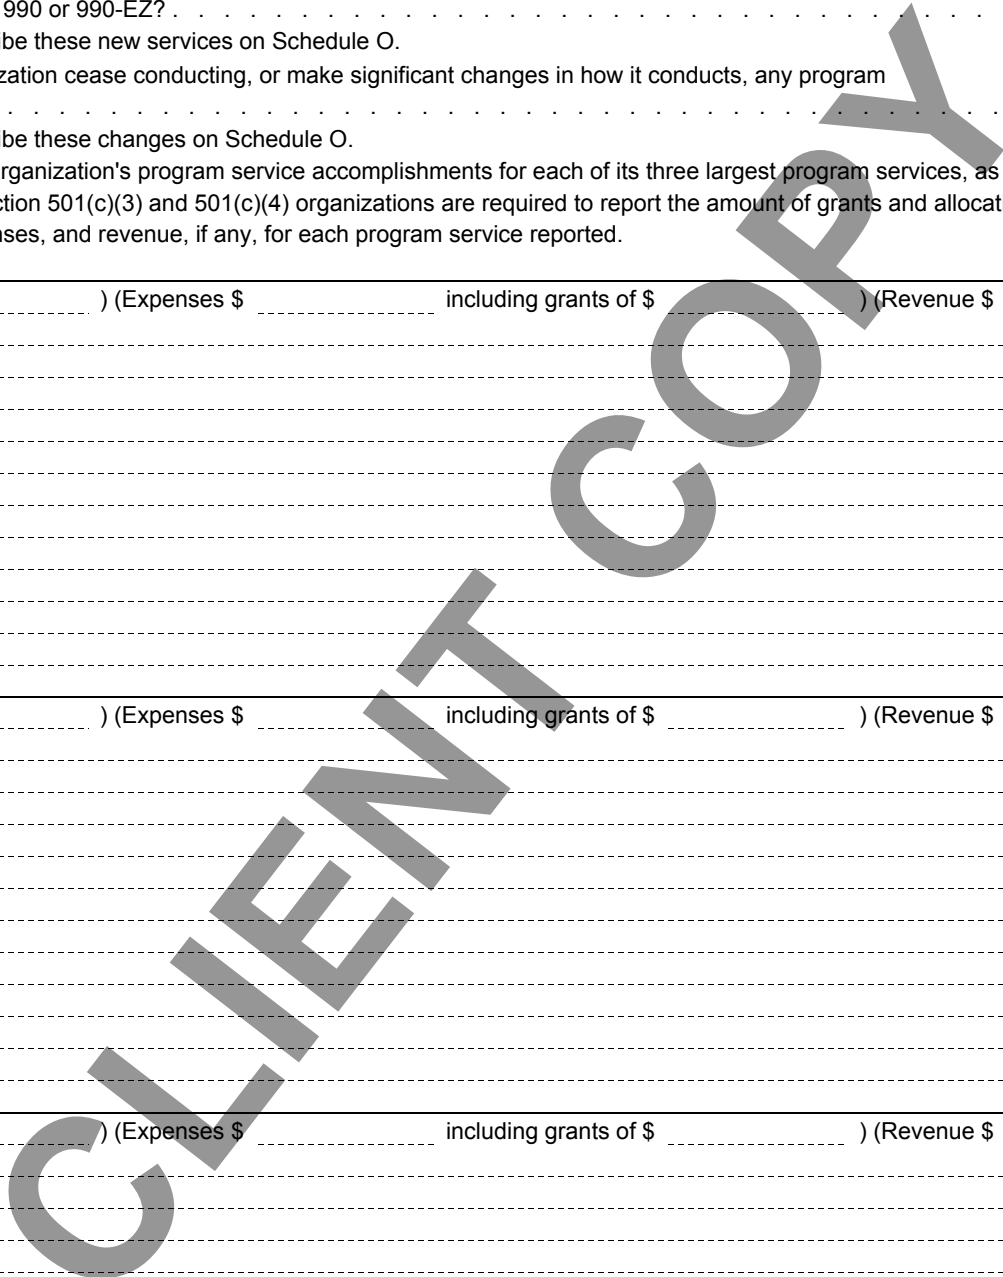 990 or 990-EZ? . . . . . . . . . . . . . . . . . . . . . . . . . . . . . . . . . .
be these new services on Schedule O.
zation cease conducting, or make significant changes in how it conducts, any program
. . . . . . . . . . . . . . . . . . . . . . . . . . . . . . . . . . . . . . . . . .
be these changes on Schedule O.
rganization's program service accomplishments for each of its three largest program services, as
ction 501(c)(3) and 501(c)(4) organizations are required to report the amount of grants and allocati
nses, and revenue, if any, for each program service reported.
) (Expenses $ including grants of $ ) (Revenue $
) (Expenses $ including grants of $ ) (Revenue $
) (Expenses $ including grants of $ ) (Revenue $
CLIENT COPY